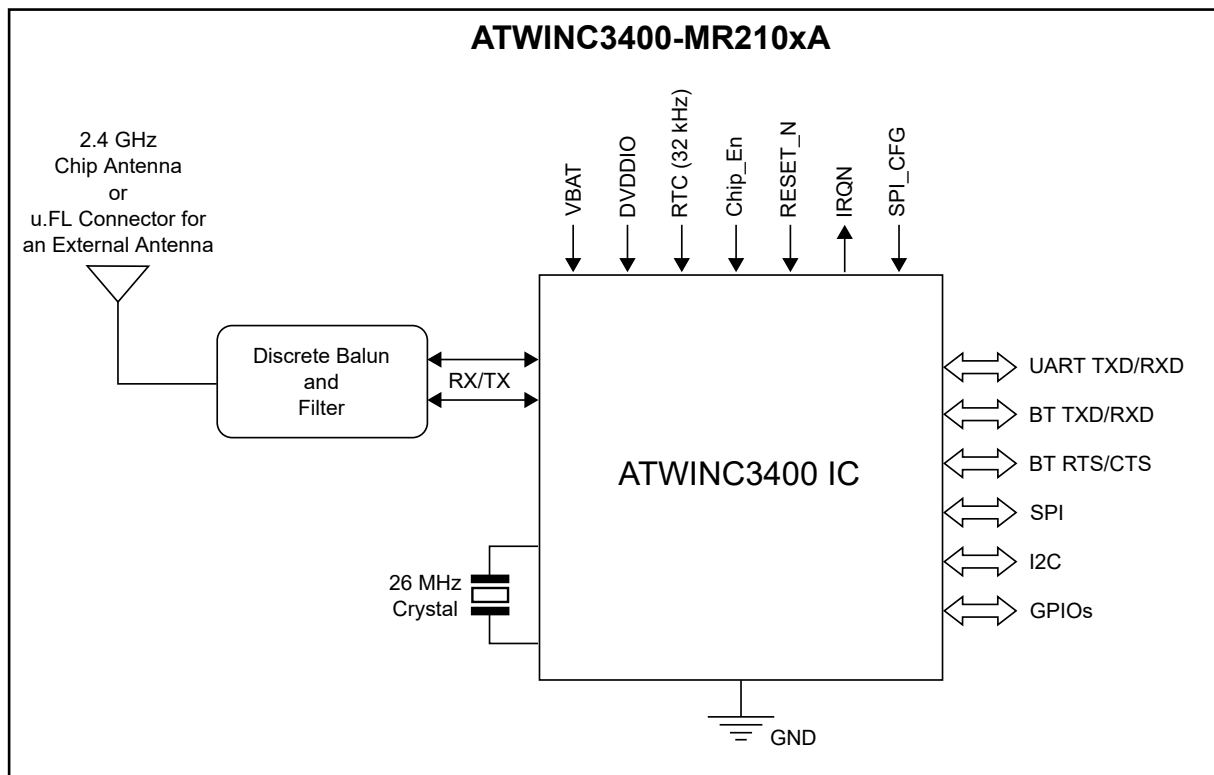 ATWINC3400-MR210xA
2.4 GHz
Chip Antenna
or
u.FL Connector for
an External Antenna
VBAT
DVDDIO
RTC (32 kHz)
Chip_En
RESET_N
IRQN
SPI_CFG
Discrete Balun
and
Filter
RX/TX
ATWINC3400 IC
UART TXD/RXD
BT TXD/RXD
BT RTS/CTS
SPI
I2C
GPIOs
26 MHz
Crystal
GND